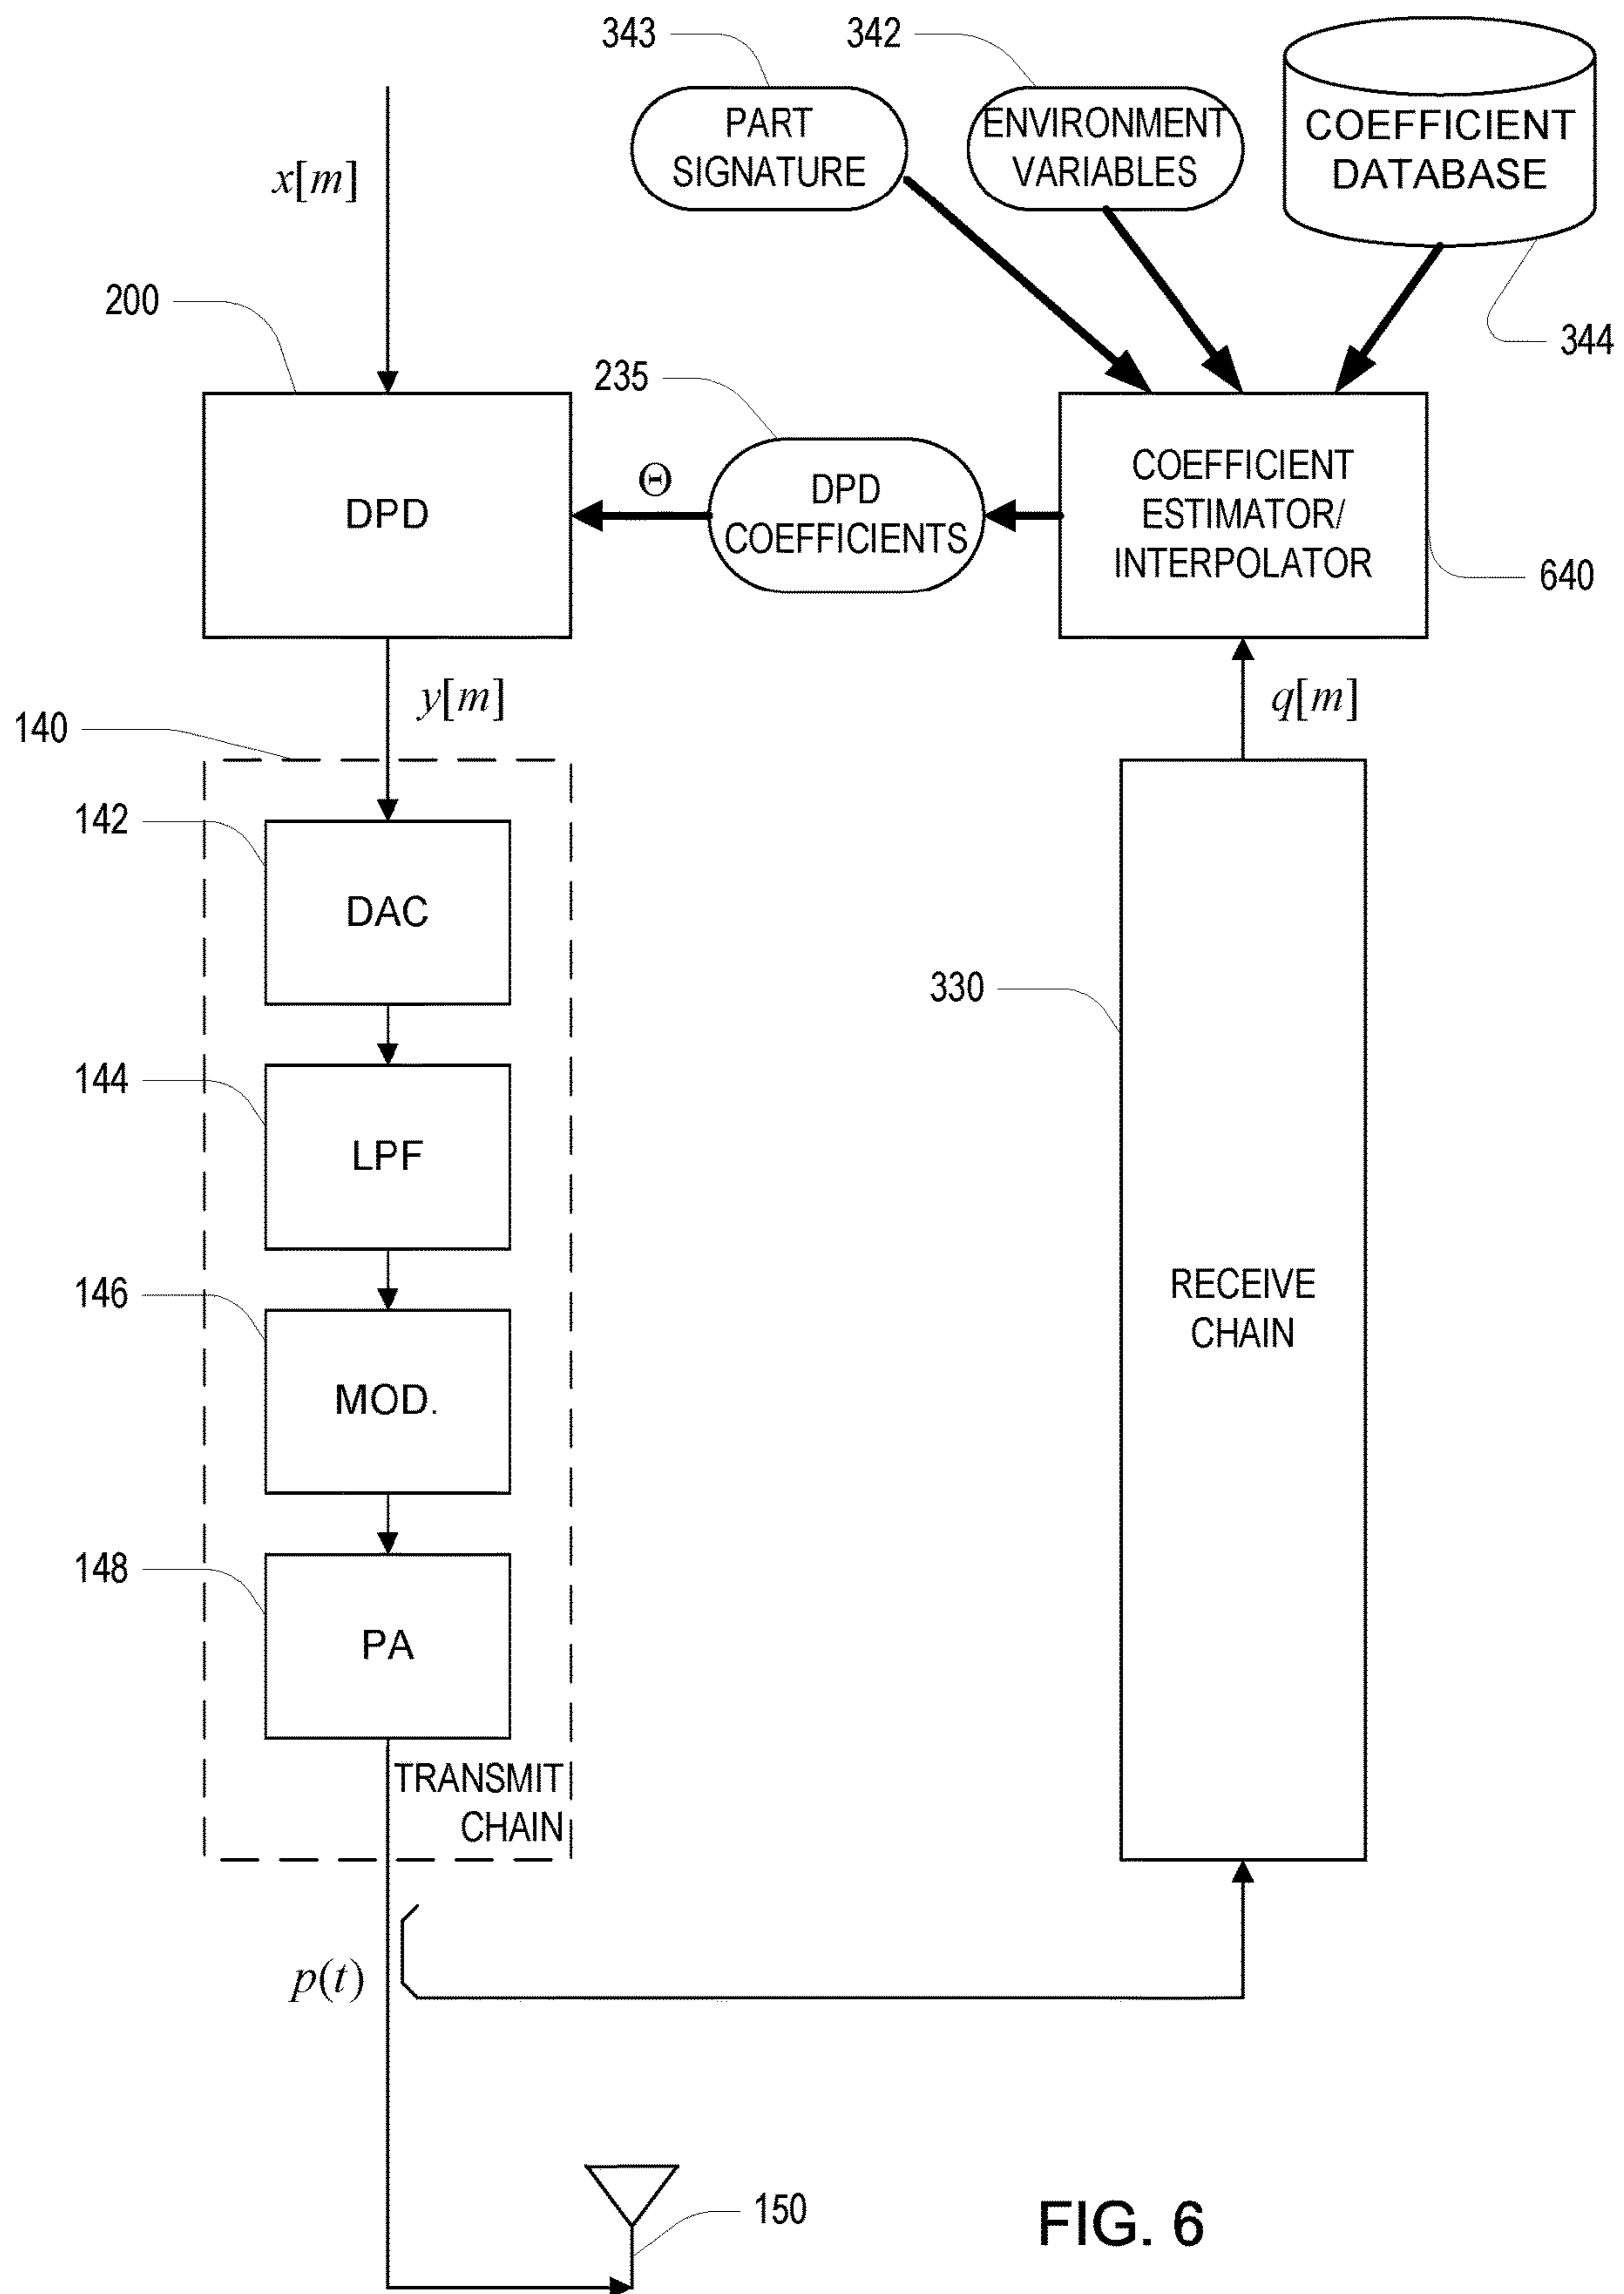 343
342
PART
SIGNATURE
ENVIRONMENT
VARIABLES
COEFFICIENT
DATABASE
x[m]
200
344
235
DPD
Θ
DPD
COEFFICIENTS
COEFFICIENT
ESTIMATOR/
INTERPOLATOR
640
y[m]
q[m]
140
142
DAC
330
144
LPF
146
MOD.
RECEIVE
CHAIN
148
PA
TRANSMIT
CHAIN
p(t)
150
FIG. 6